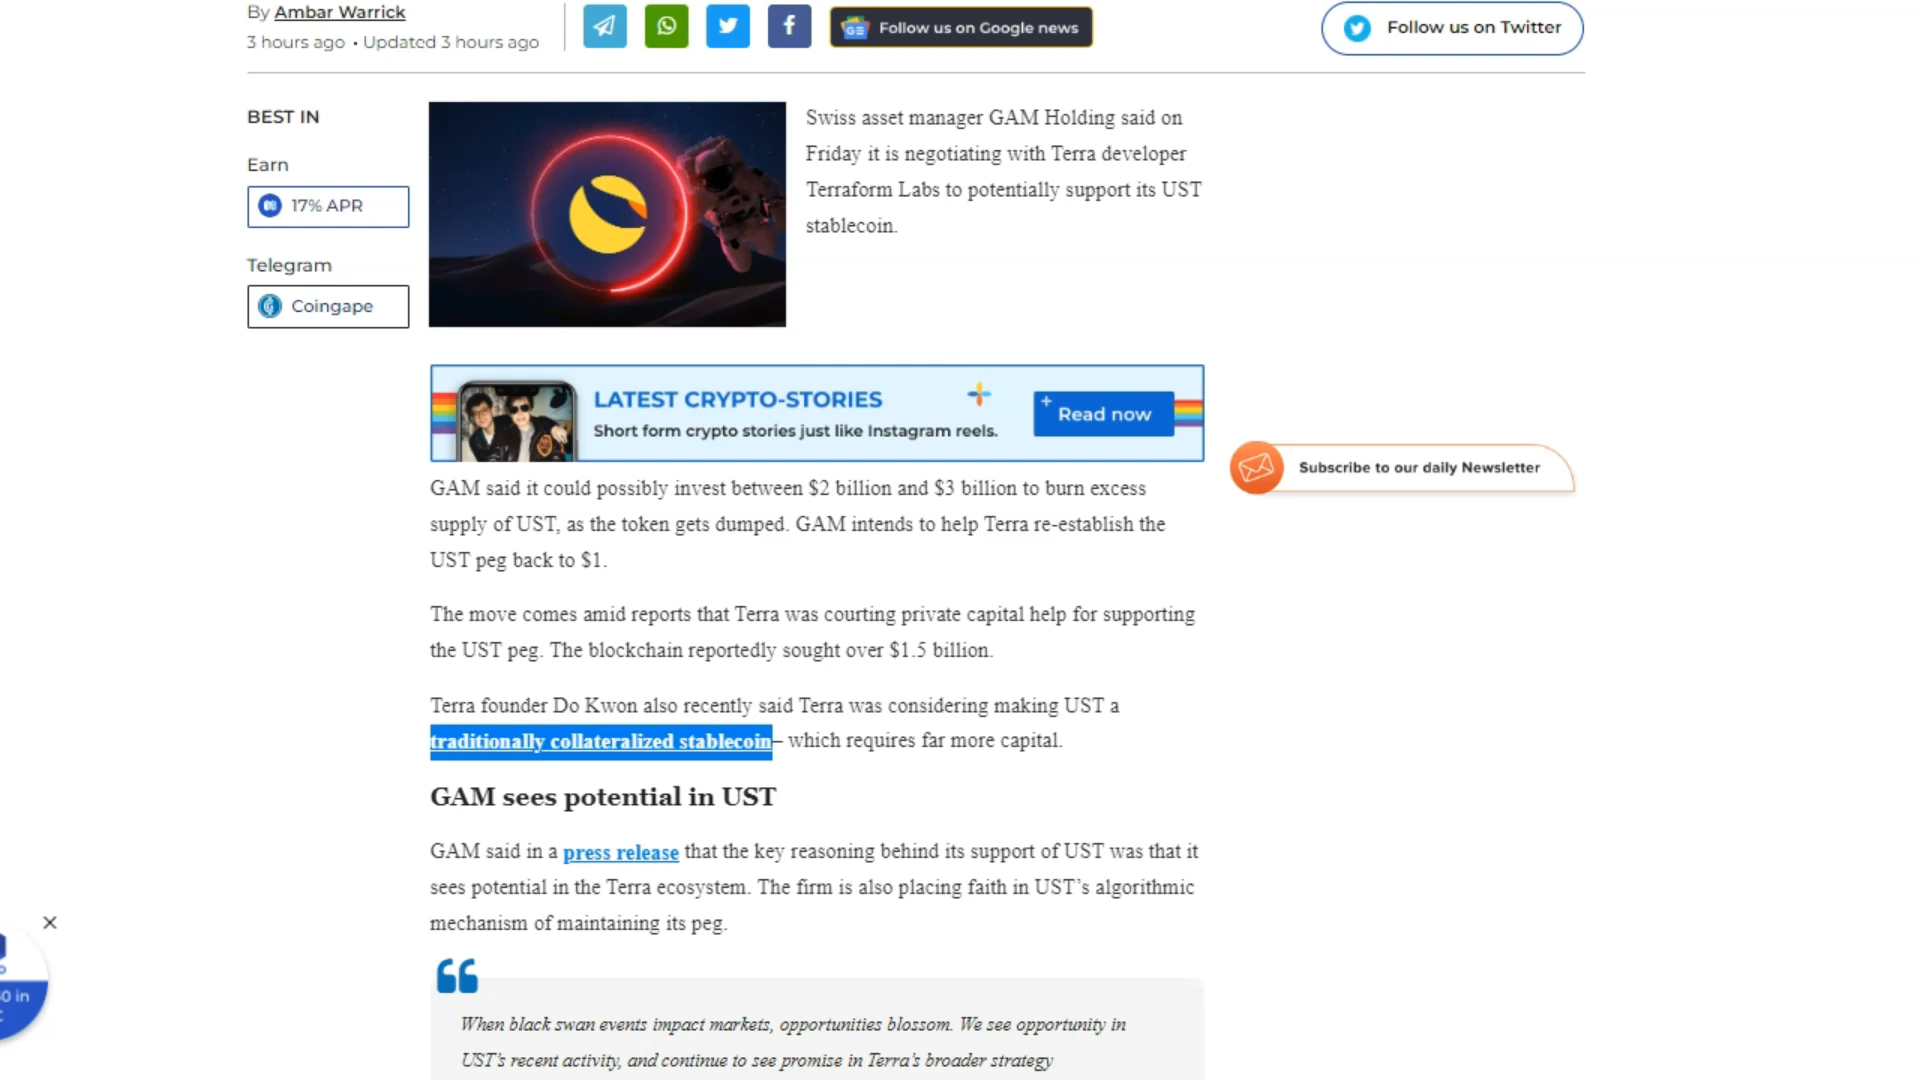 By Ambar Warrick
3 hours ago • Updated 3 hours ago
Follow us on Google news
Follow us on Twitter
BEST IN
Earn
17% APR
Telegram
Coingape
Swiss asset manager GAM Holding said on
Friday it is negotiating with Terra developer
Terraform Labs to potentially support its UST
stablecoin.
LATEST CRYPTO-STORIES
Short form crypto stories just like Instagram reels.
Read now
Subscribe to our daily Newsletter
GAM said it could possibly invest between $2 billion and $3 billion to burn excess
supply of UST, as the token gets dumped. GAM intends to help Terra re-establish the
UST peg back to $1.
The move comes amid reports that Terra was courting private capital help for supporting
the UST peg. The blockchain reportedly sought over $1.5 billion.
Terra founder Do Kwon also recently said Terra was considering making UST a
traditionally collateralized stablecoin– which requires far more capital.
GAM sees potential in UST
GAM said in a press release that the key reasoning behind its support of UST was that it
sees potential in the Terra ecosystem. The firm is also placing faith in UST’s algorithmic
mechanism of maintaining its peg.
When black swan events impact markets, opportunities blossom. We see opportunity in
UST’s recent activity, and continue to see promise in Terra’s broader strategy
0 in